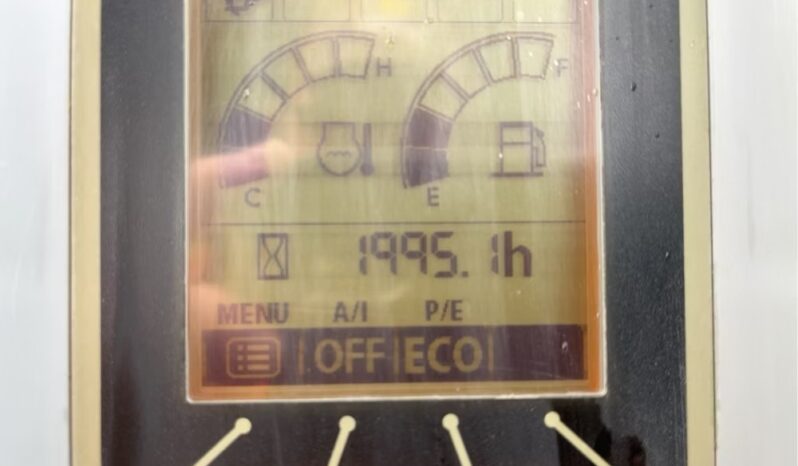 H F
C E
1995.1h
MENU A/I P/E
OFF ECO